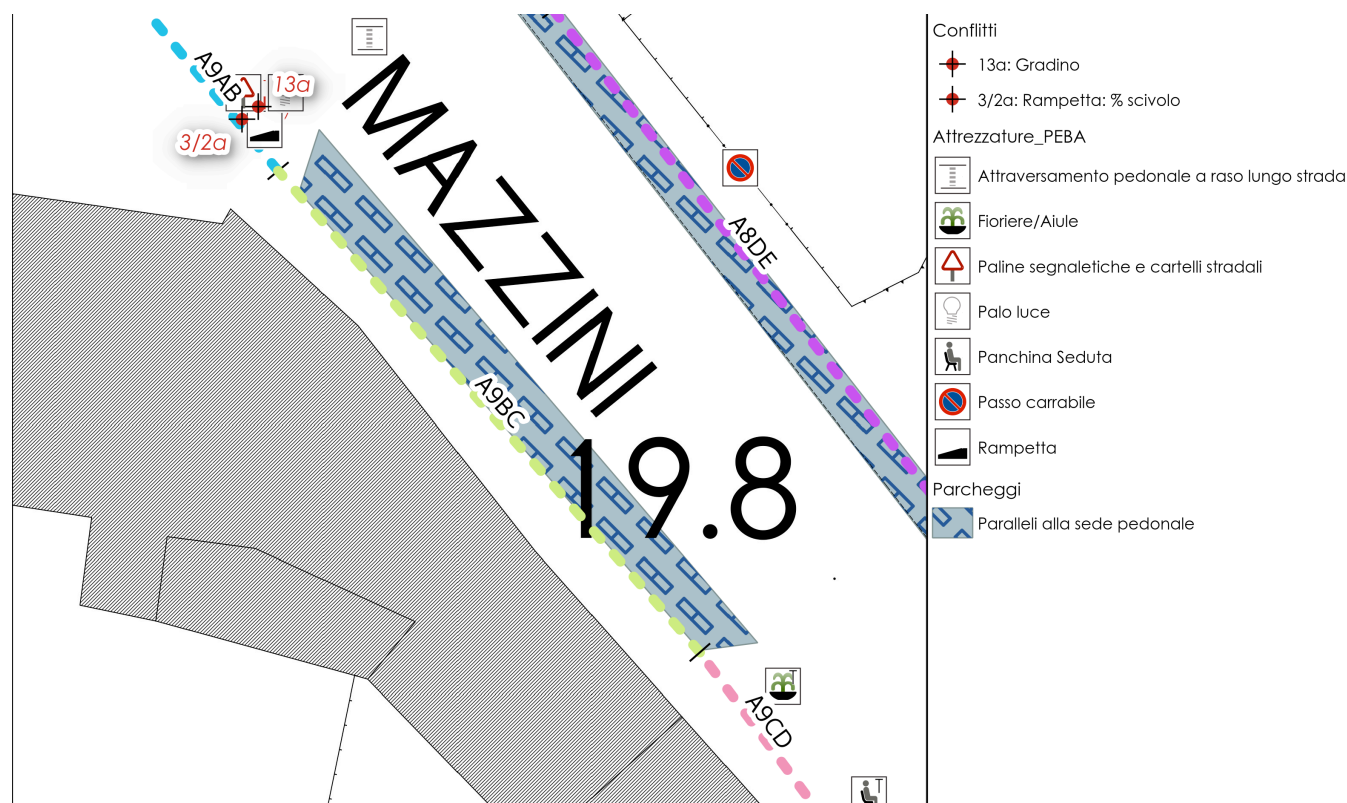 A9AB
13a
3/2a
MAZZINI
A8DE
A9BC
19.8
T
A9CD
T
Conflitti
13a: Gradino
3/2a: Rampetta: % scivolo
Attrezzature_PEBA
Attraversamento pedonale a raso lungo strada
Fioriere/Aiule
Paline segnaletiche e cartelli stradali
Palo luce
Panchina Seduta
Passo carrabile
Rampetta
Parcheggi
Paralleli alla sede pedonale